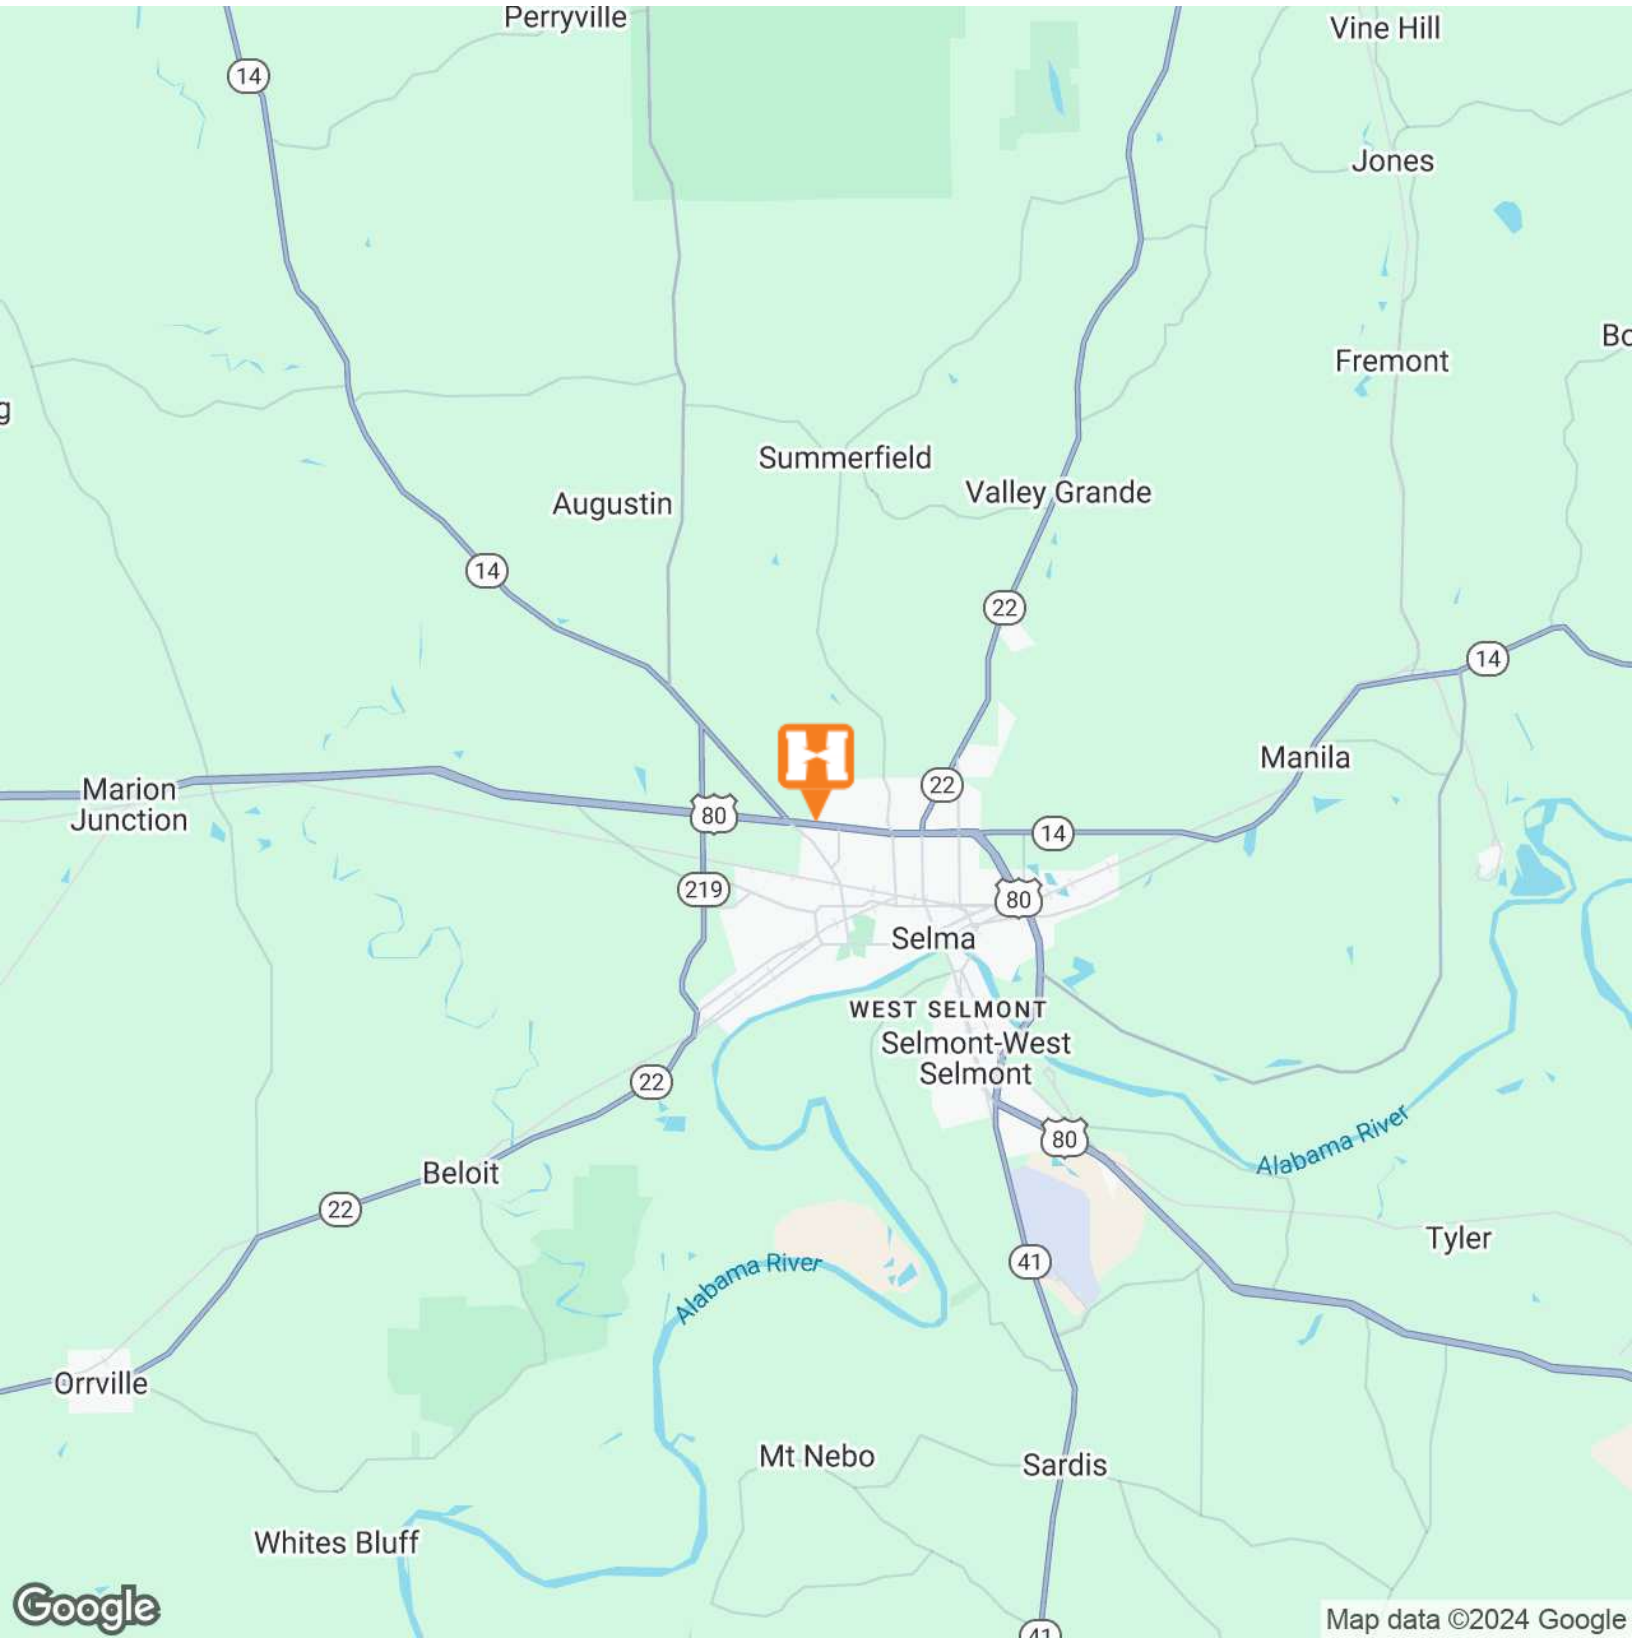 Perryville
Vine Hill
14
Jones
Bo
Fremont
g
Summerfield
Valley Grande
Augustin
14
22
14
H
Manila
22
Marion
Junction
80
14
219
80
Selma
WEST SELMONT
Selmont-West
Selmont
22
80
Alabama River
Beloit
22
Tyler
41
Alabama River
Orrville
Mt Nebo
Sardis
Whites Bluff
Google
Map data ©2024 Google
41